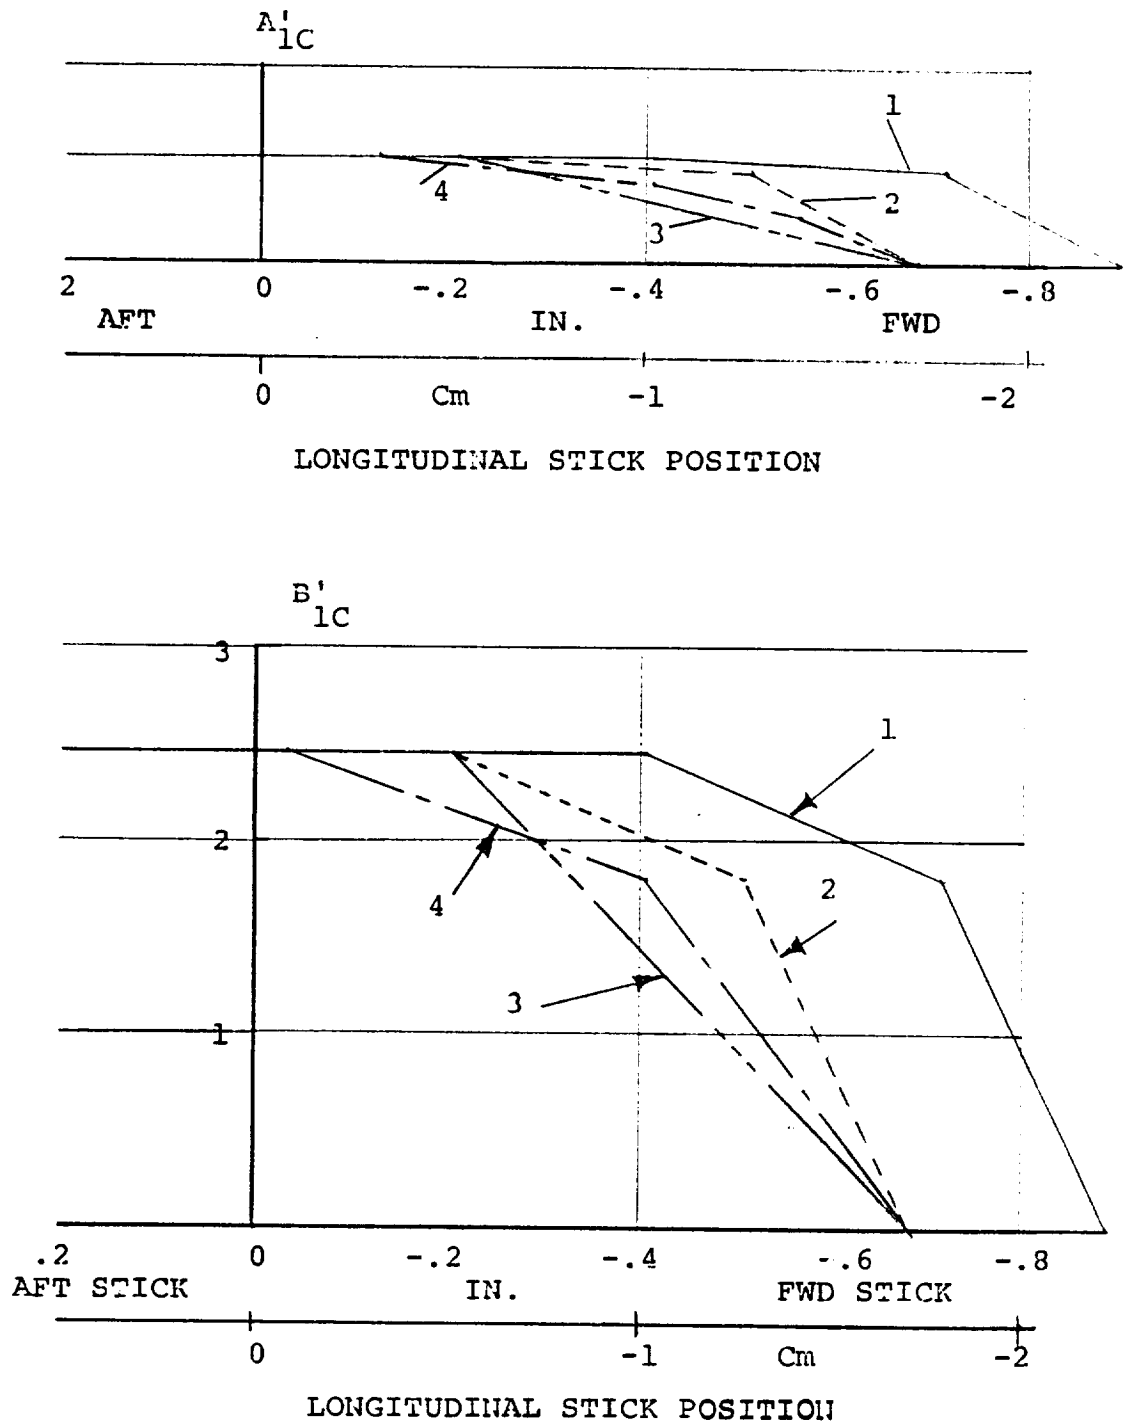 A'1C
1
4
2
3
2 0 -.2 -.4 -.6 -.8
AFT IN. FWD
0 Cm -1 -2
LONGITUDINAL STICK POSITION
B'1C
3
1
2
4
2
3
1
.2 0 -.2 -.4 -.6 -.8
AFT STICK IN. FWD STICK
0 -1 Cm -2
LONGITUDINAL STICK POSITION